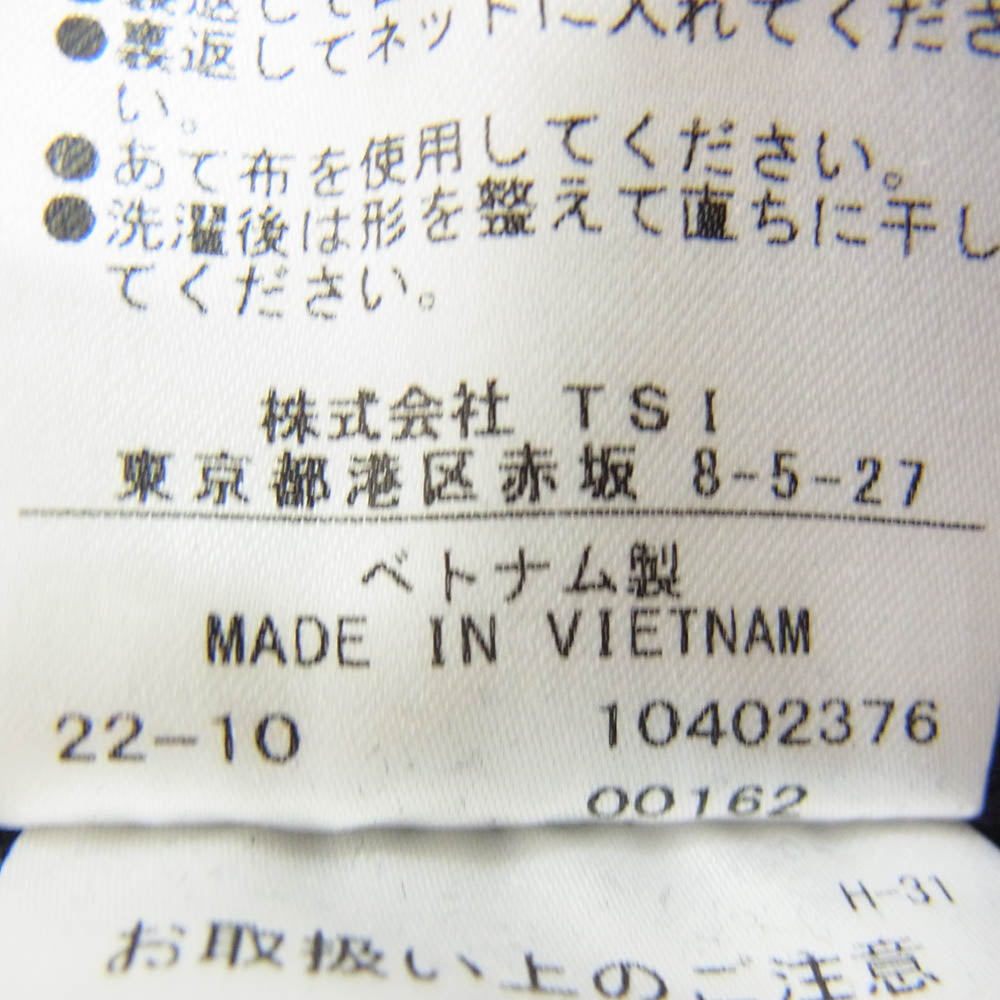 ●裏返してネットに入れてくださ
い。
●あて布を使用してください。
●洗濯後は形を整えて直ちに干し
てください。
株式会社 TSI
東京都港区赤坂 8-5-27
ベトナム製
MADE IN VIETNAM
22-10 10402376
00162
H-31
お取扱い上のご注意